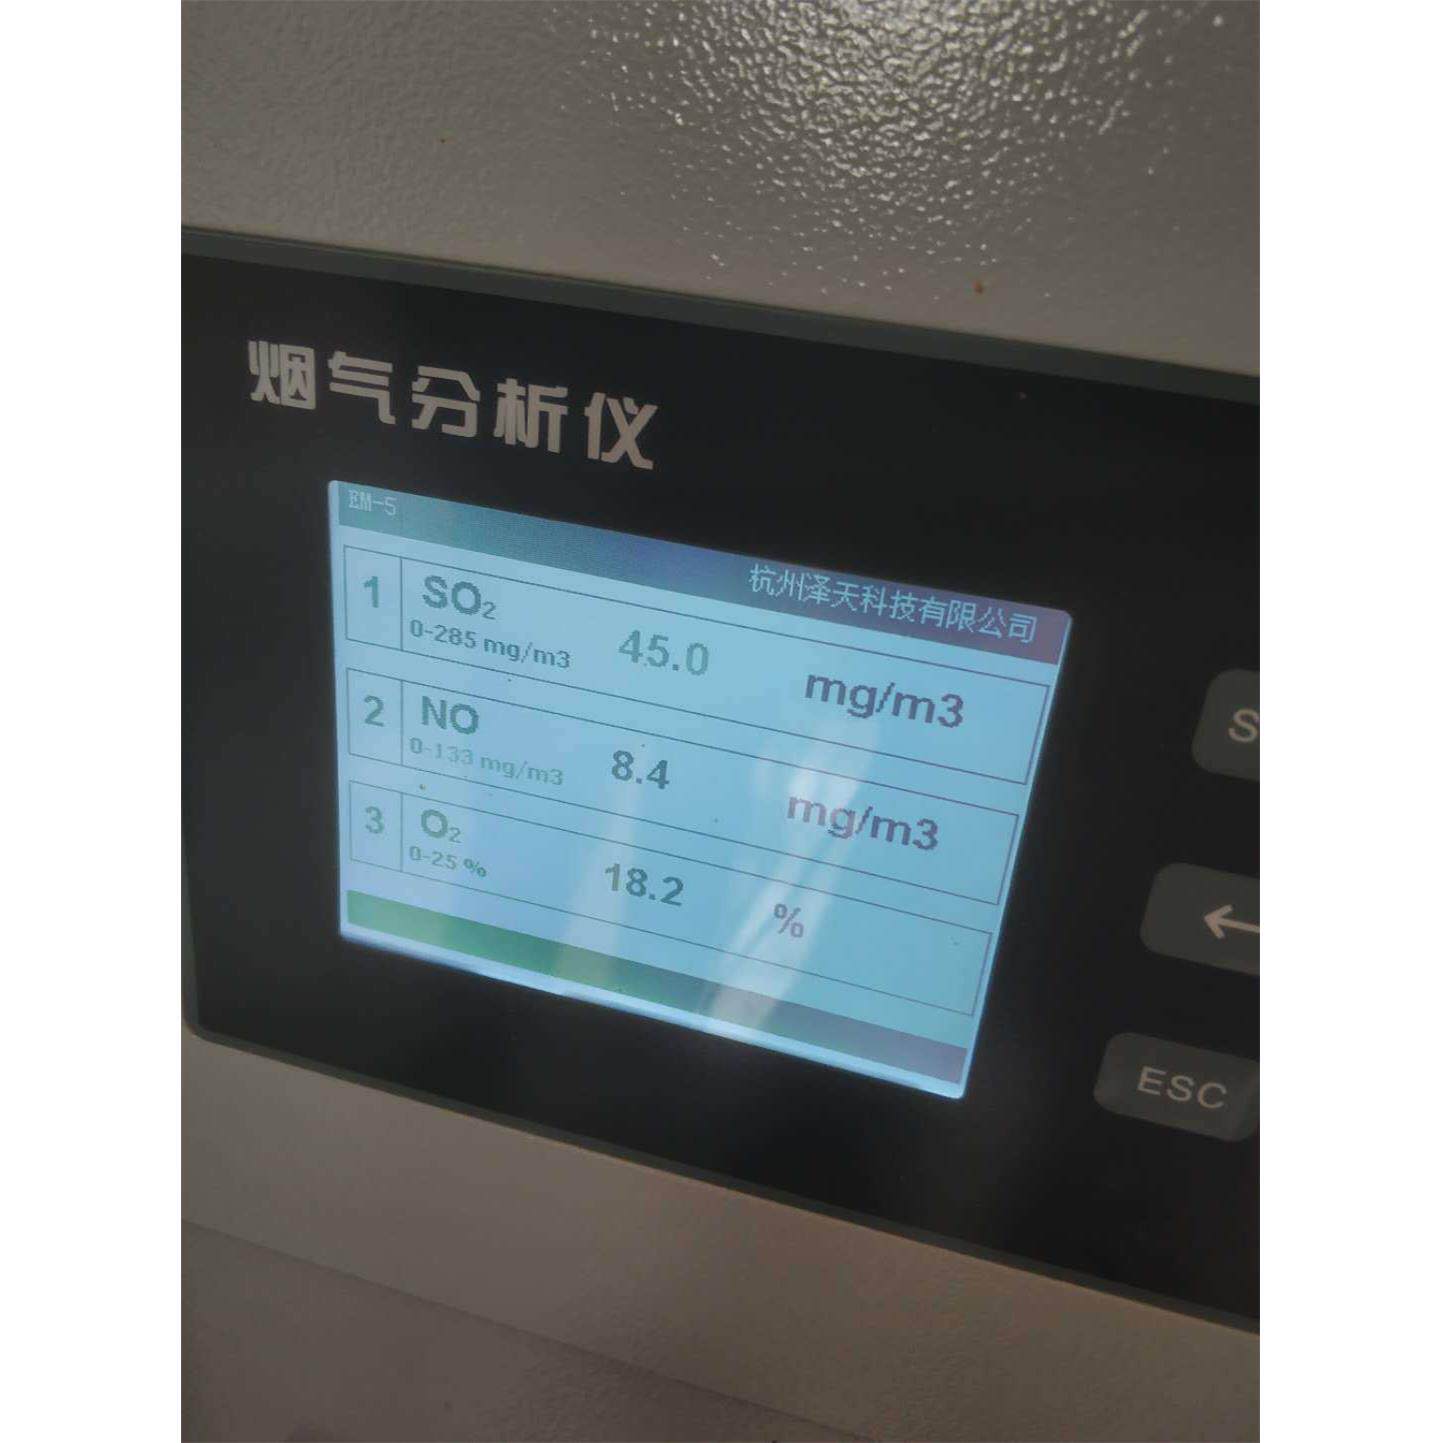 烟气分析仪
EM-5
杭州泽天科技有限公司
1 SO₂ 45.0 mg/m3
0-285 mg/m3
2 NO 8.4 mg/m3
0-133 mg/m3
3 O₂ 18.2 %
0-25 %
S
←
ESC